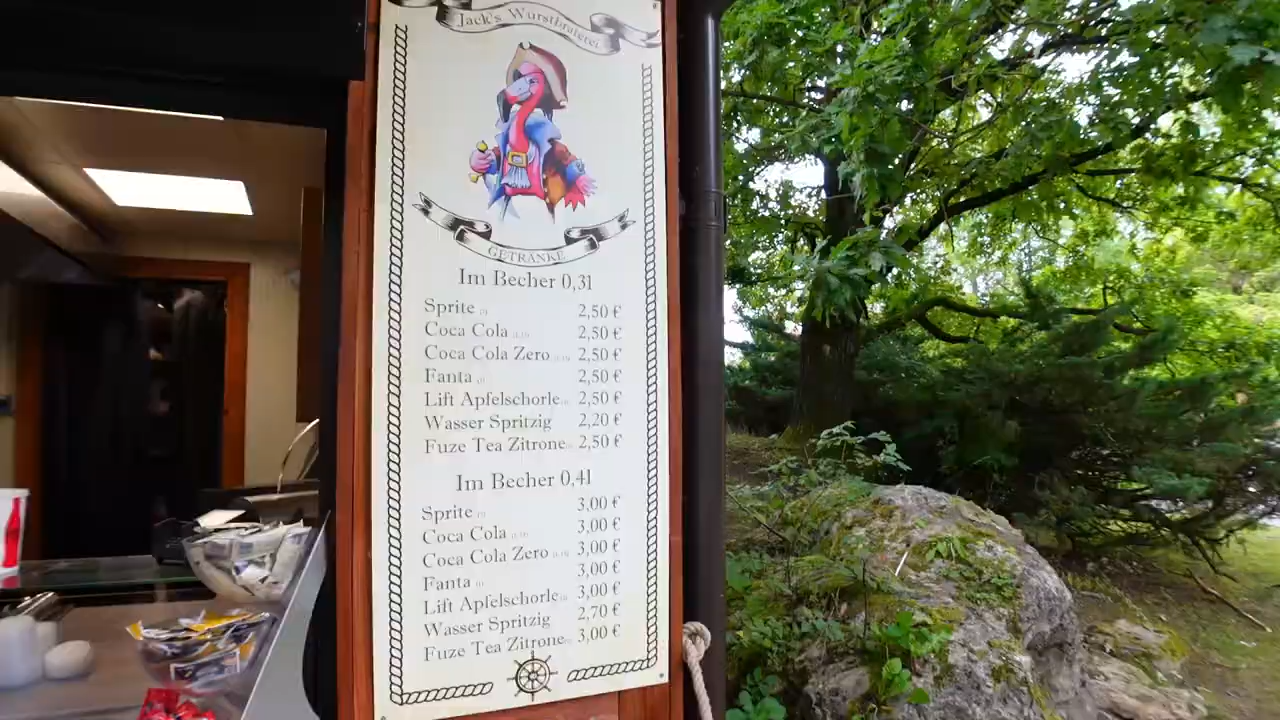 Jack's Wurstbraterei
GETRÄNKE
Im Becher 0,3l
Sprite 2,50 €
Coca Cola 2,50 €
Coca Cola Zero 2,50 €
Fanta 2,50 €
Lift Apfelschorle 2,50 €
Wasser Spritzig 2,20 €
Fuze Tea Zitrone 2,50 €
Im Becher 0,4l
Sprite 3,00 €
Coca Cola 3,00 €
Coca Cola Zero 3,00 €
Fanta 3,00 €
Lift Apfelschorle 3,00 €
Wasser Spritzig 2,70 €
Fuze Tea Zitrone 3,00 €